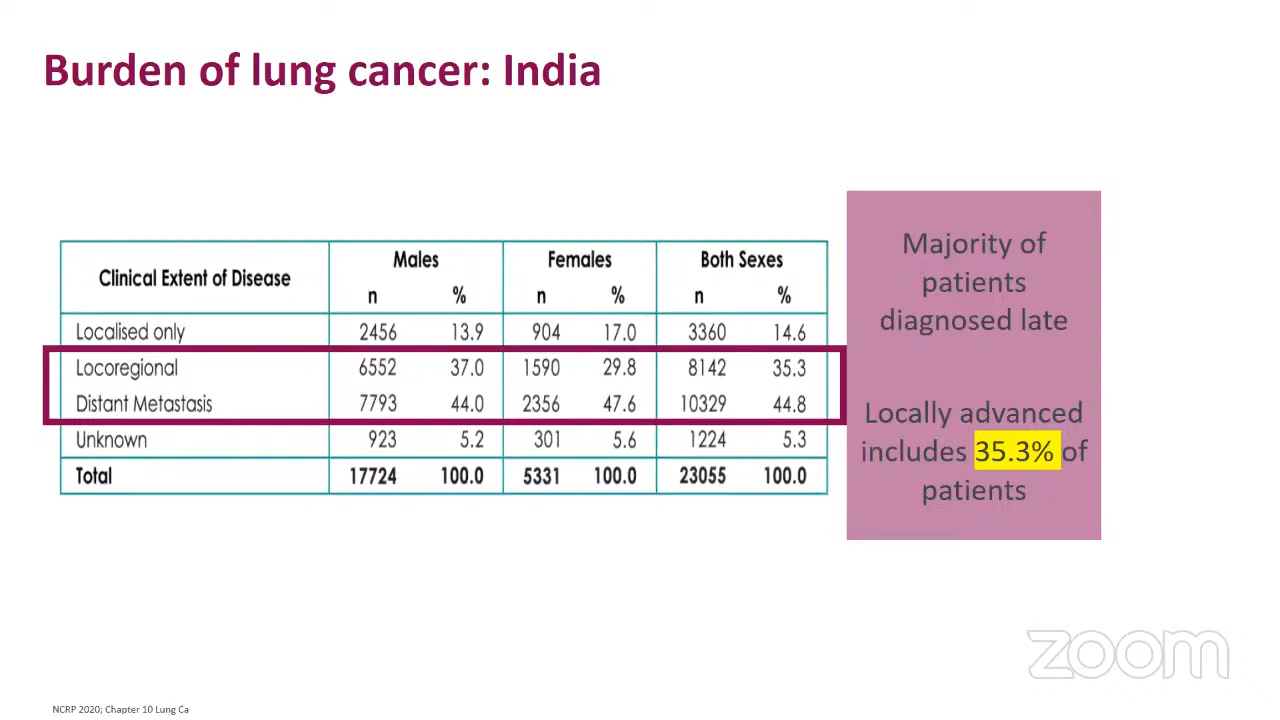 Burden of lung cancer: India
Clinical Extent of Disease Males Females Both Sexes
n % n % n %
Localised only 2456 13.9 904 17.0 3360 14.6
Locoregional 6552 37.0 1590 29.8 8142 35.3
Distant Metastasis 7793 44.0 2356 47.6 10329 44.8
Unknown 923 5.2 301 5.6 1224 5.3
Total 17724 100.0 5331 100.0 23055 100.0
Majority of
patients
diagnosed late
Locally advanced
includes 35.3% of
patients
zoom
NCRP 2020; Chapter 10 Lung Ca